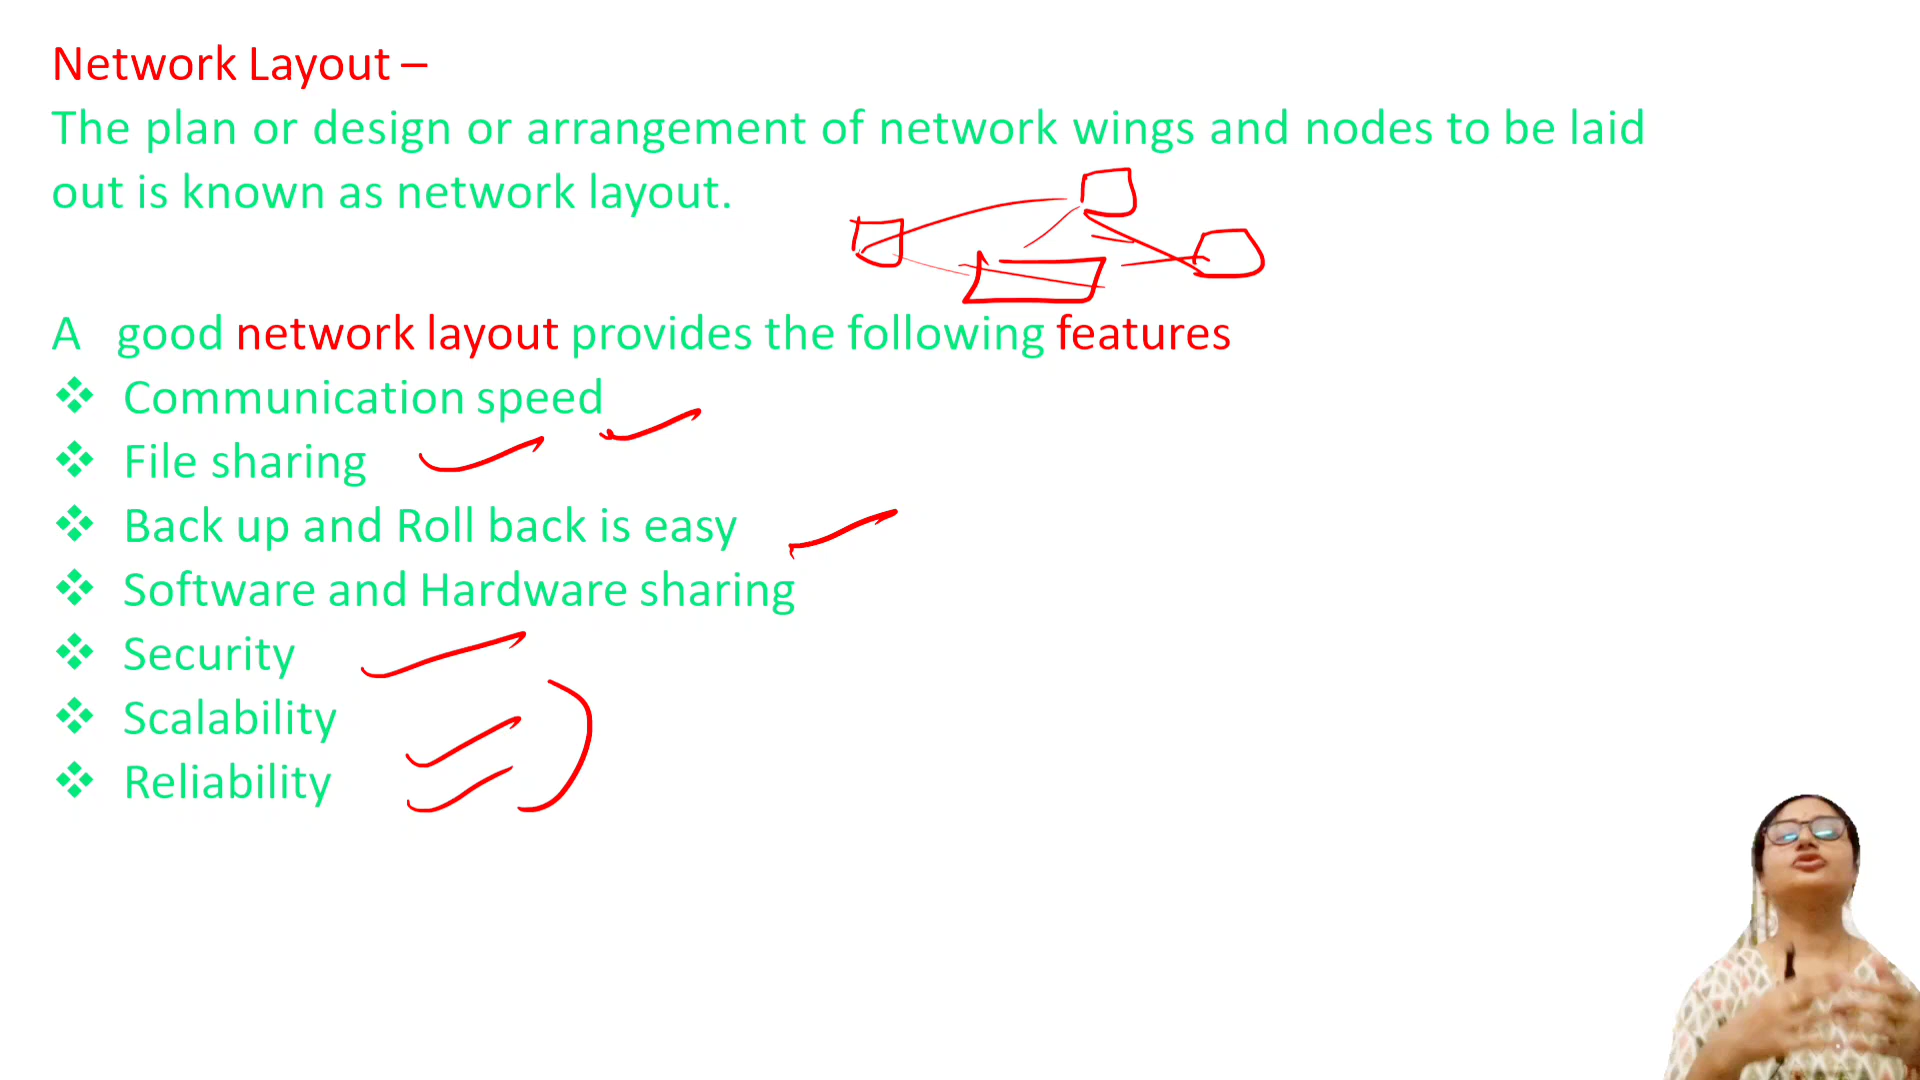 Network Layout –
The plan or design or arrangement of network wings and nodes to be laid
out is known as network layout.
A good network layout provides the following features
❖ Communication speed
❖ File sharing
❖ Back up and Roll back is easy
❖ Software and Hardware sharing
❖ Security
❖ Scalability
❖ Reliability